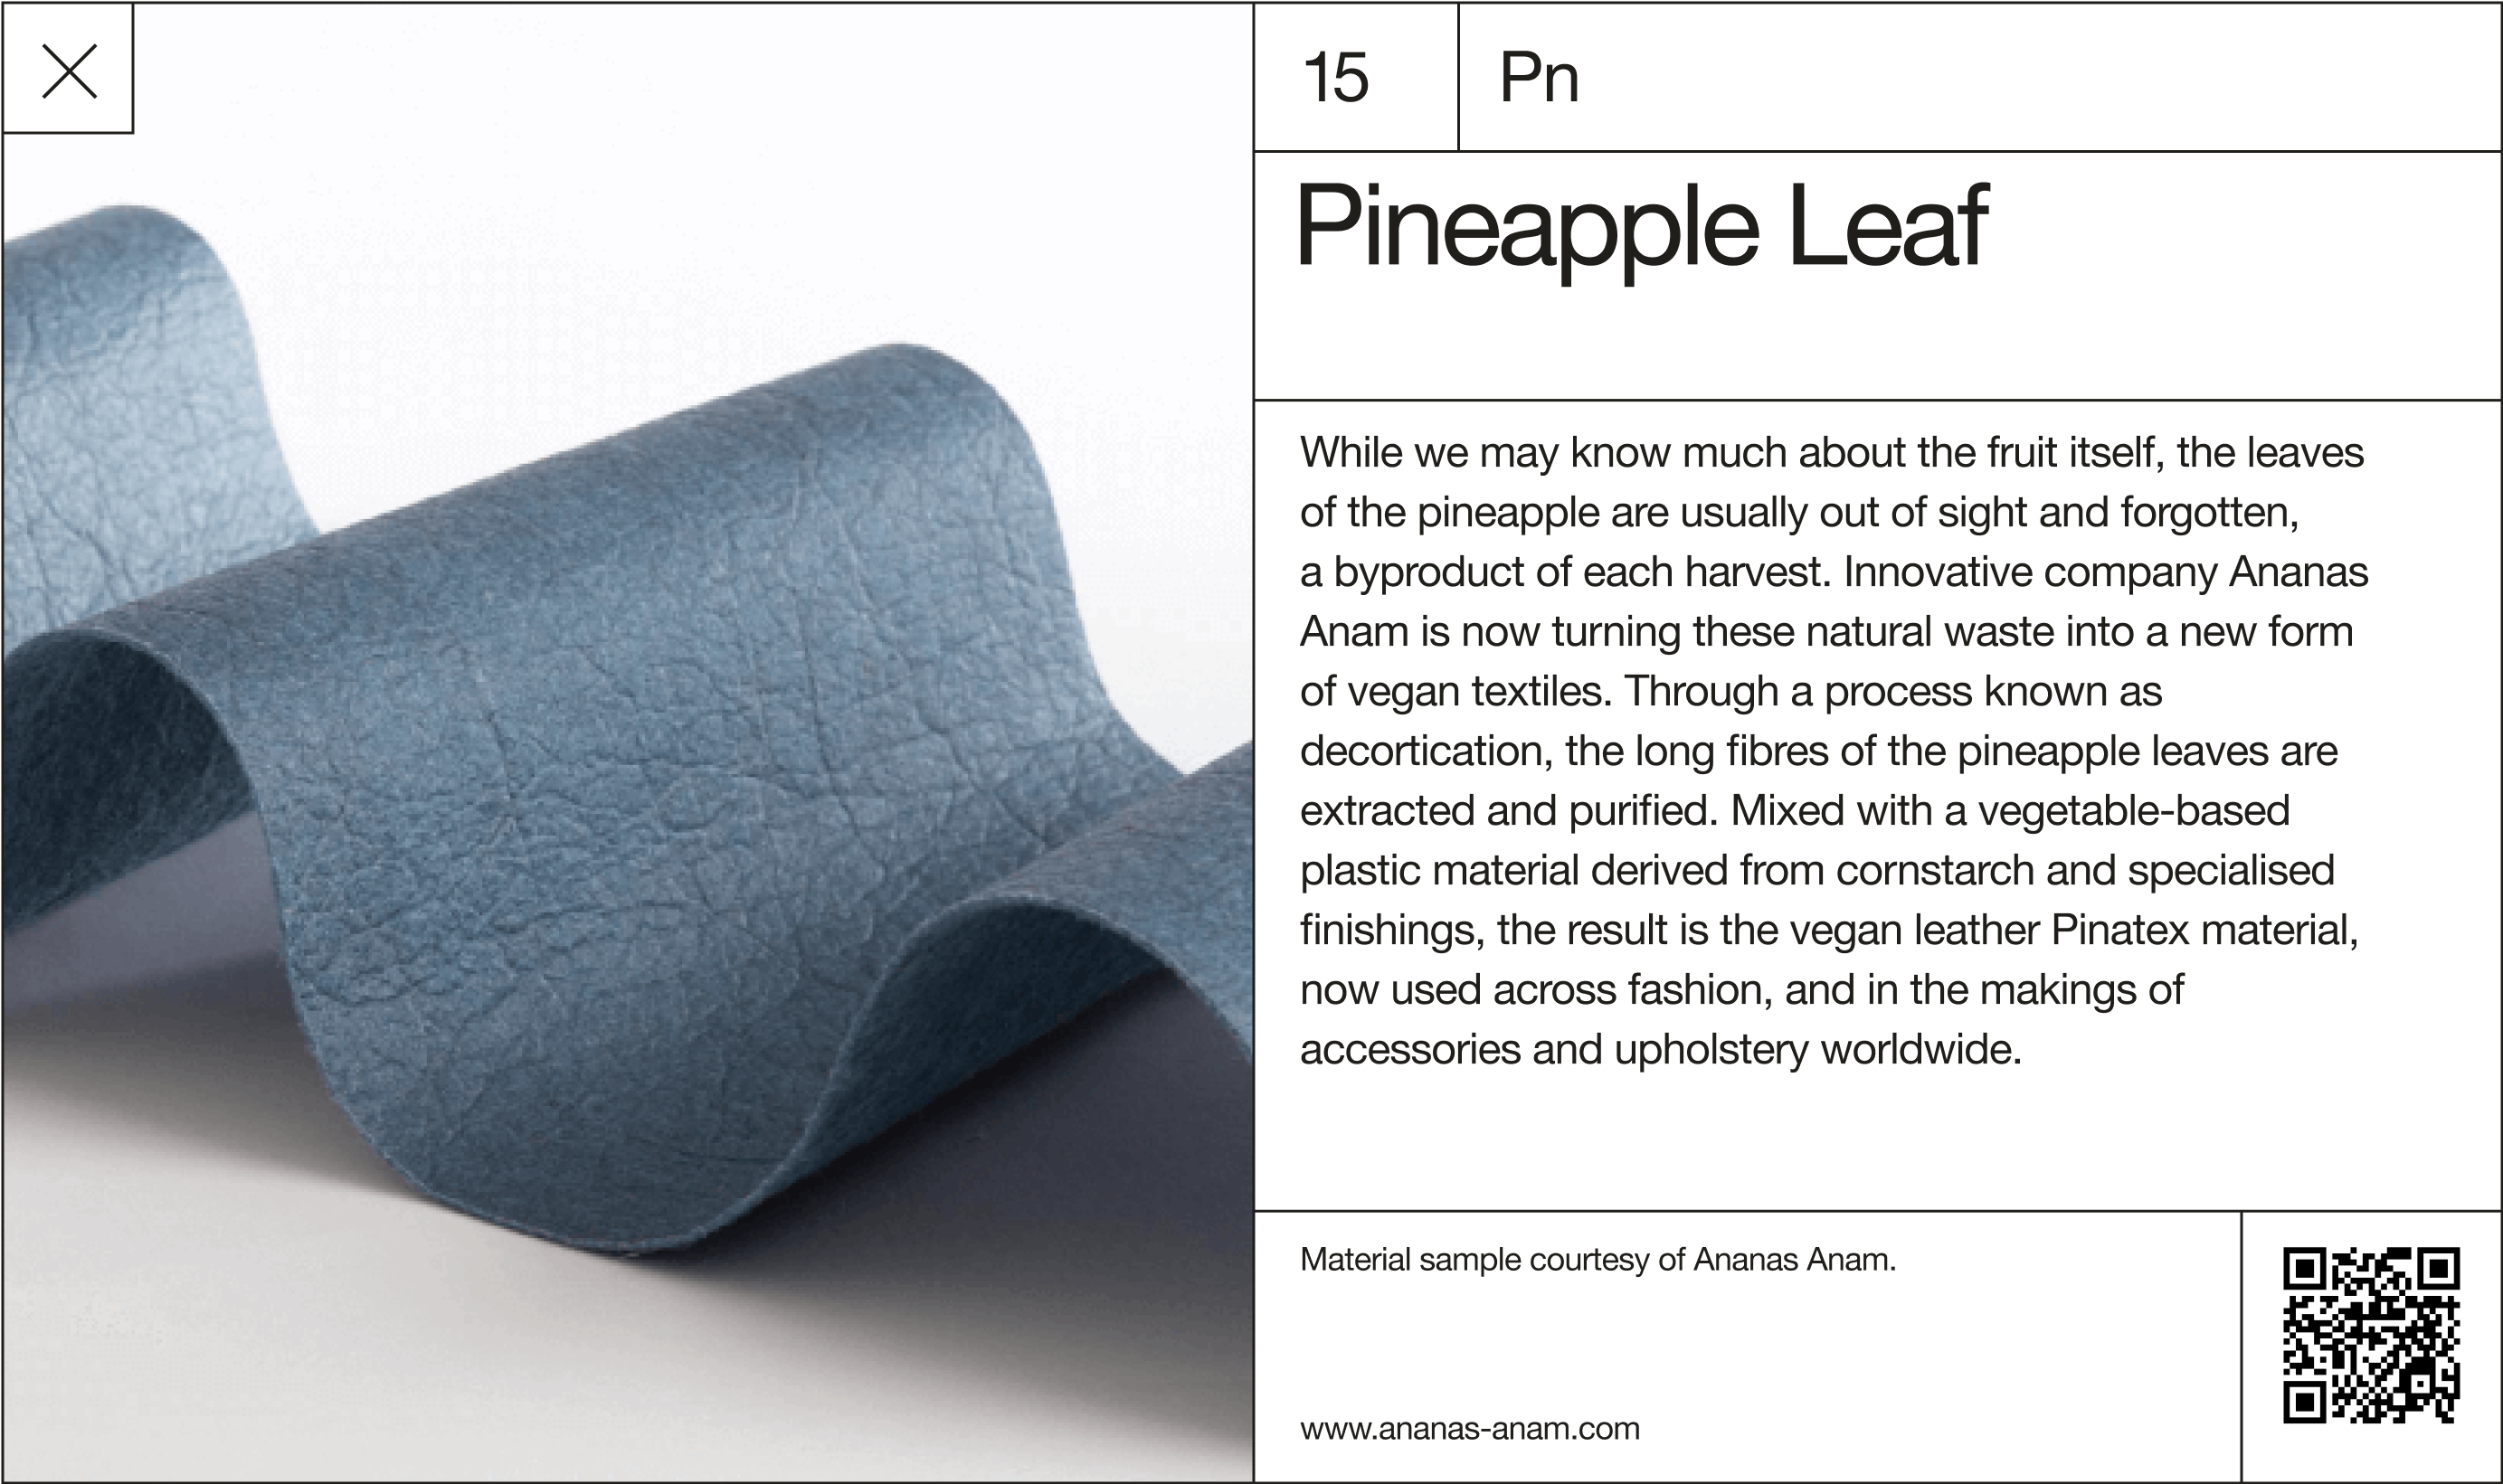 15
Pn
Pineapple Leaf
While we may know much about the fruit itself, the leaves
of the pineapple are usually out of sight and forgotten,
a byproduct of each harvest. Innovative company Ananas
Anam is now turning these natural waste into a new form
of vegan textiles. Through a process known as
decortication, the long fibres of the pineapple leaves are
extracted and purified. Mixed with a vegetable-based
plastic material derived from cornstarch and specialised
finishings, the result is the vegan leather Pinatex material,
now used across fashion, and in the makings of
accessories and upholstery worldwide.
Material sample courtesy of Ananas Anam.
www.ananas-anam.com